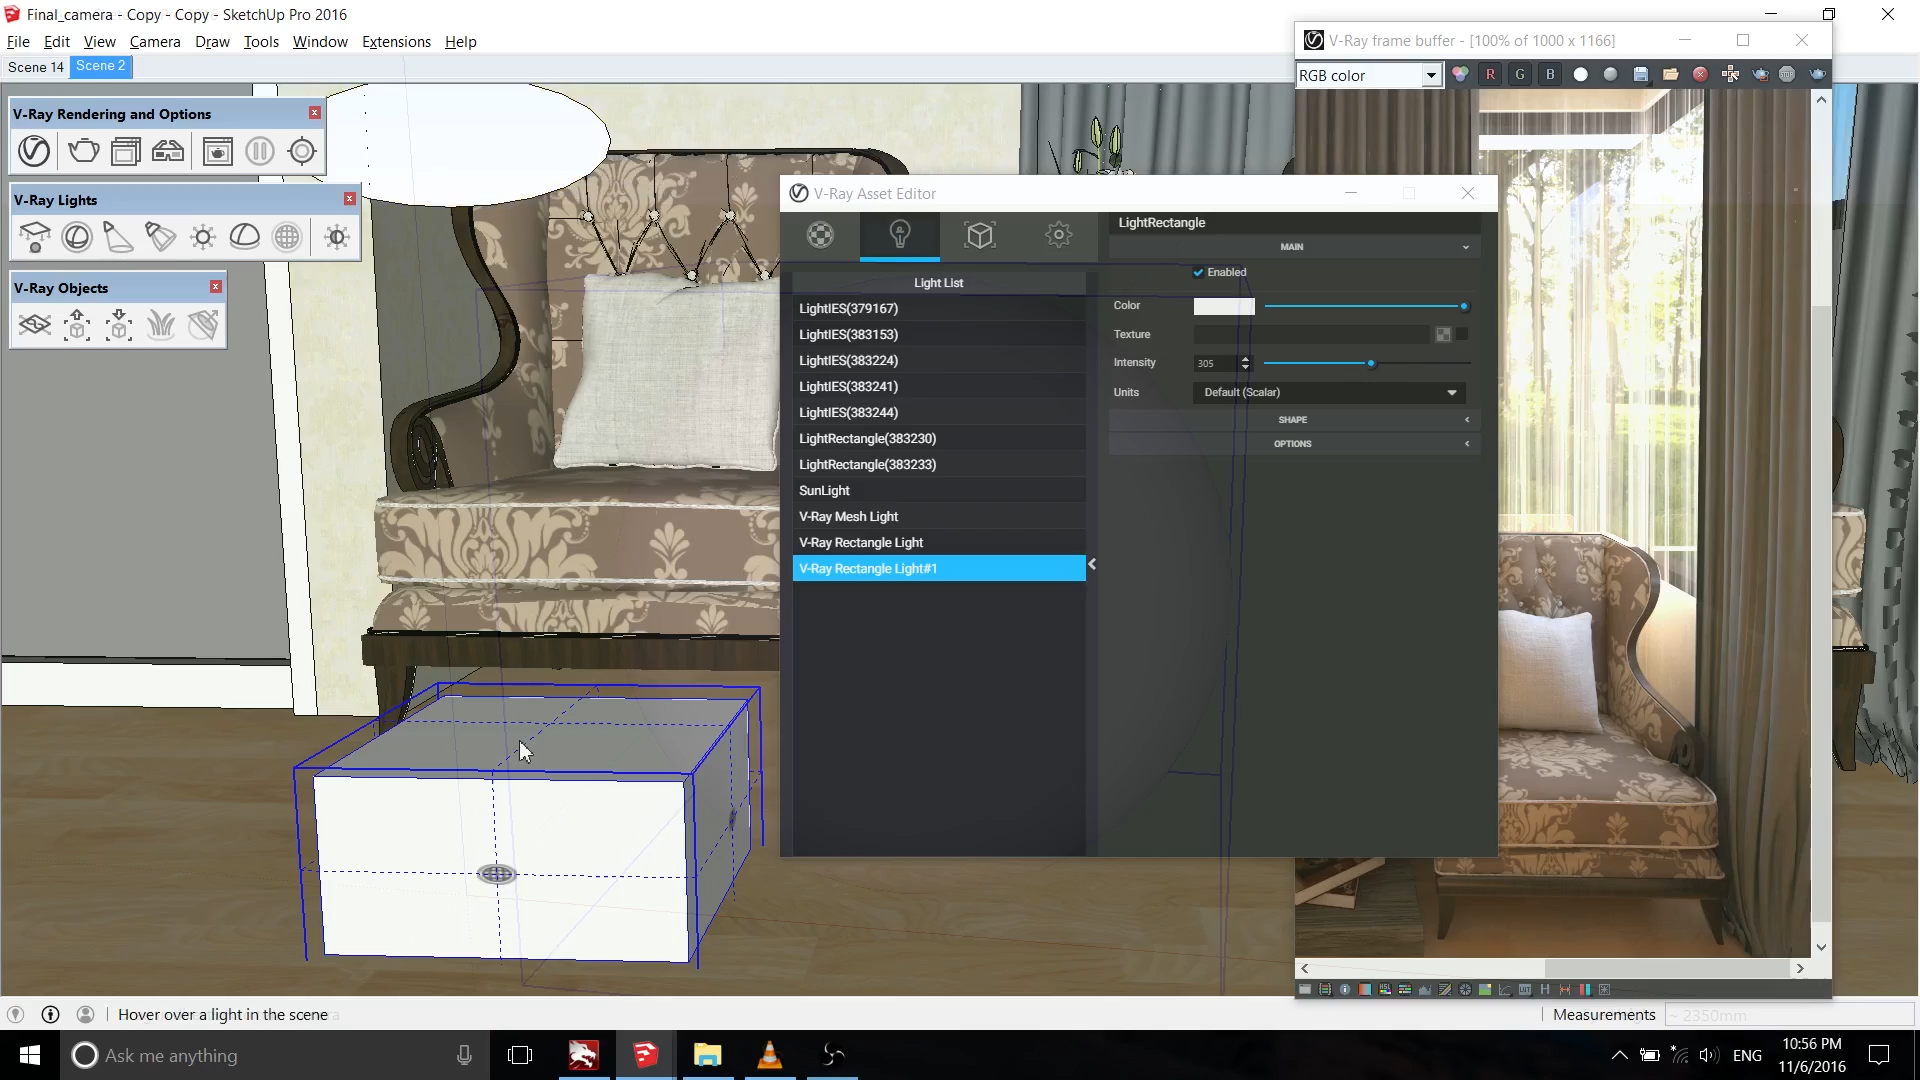 Final_camera - Copy - Copy - SketchUp Pro 2016
File Edit View Camera Draw Tools Window Extensions Help
Scene 14 Scene 2
V-Ray Rendering and Options
V-Ray Lights
V-Ray Objects
V-Ray Asset Editor
Light List
LightIES(379167)
LightIES(383153)
LightIES(383224)
LightIES(383241)
LightIES(383244)
LightRectangle(383230)
LightRectangle(383233)
SunLight
V-Ray Mesh Light
V-Ray Rectangle Light
V-Ray Rectangle Light#1
LightRectangle
MAIN
Enabled
Color
Texture
Intensity 305
Units Default (Scalar)
SHAPE
OPTIONS
V-Ray frame buffer - [100% of 1000 x 1166]
RGB color
R G B
STOP
H
Hover over a light in the scene
Measurements ~ 2350mm
Ask me anything
ENG
10:56 PM
11/6/2016